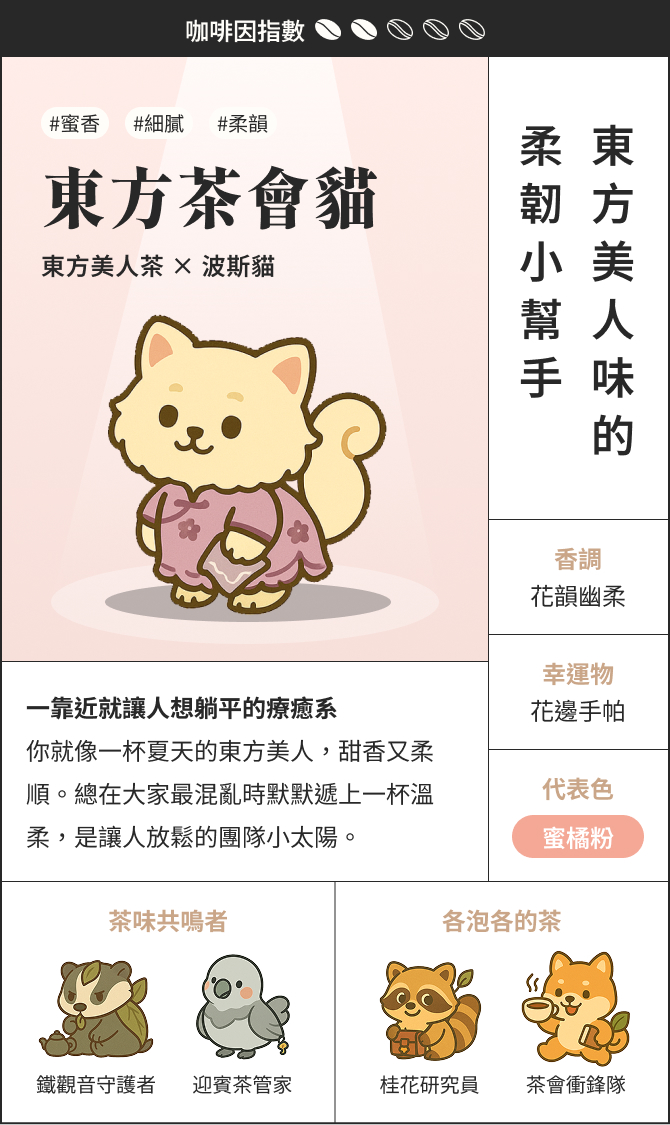 咖啡因指數
#蜜香 #細膩 #柔韻
東方茶會貓
東方美人茶 × 波斯貓
東方美人味的
柔韌小幫手
香調
花韻幽柔
幸運物
花邊手帕
代表色
蜜橘粉
一靠近就讓人想躺平的療癒系
你就像一杯夏天的東方美人，甜香又柔
順。總在大家最混亂時默默遞上一杯溫
柔，是讓人放鬆的團隊小太陽。
茶味共鳴者
鐵觀音守護者 迎賓茶管家
各泡各的茶
桂花研究員 茶會衝鋒隊